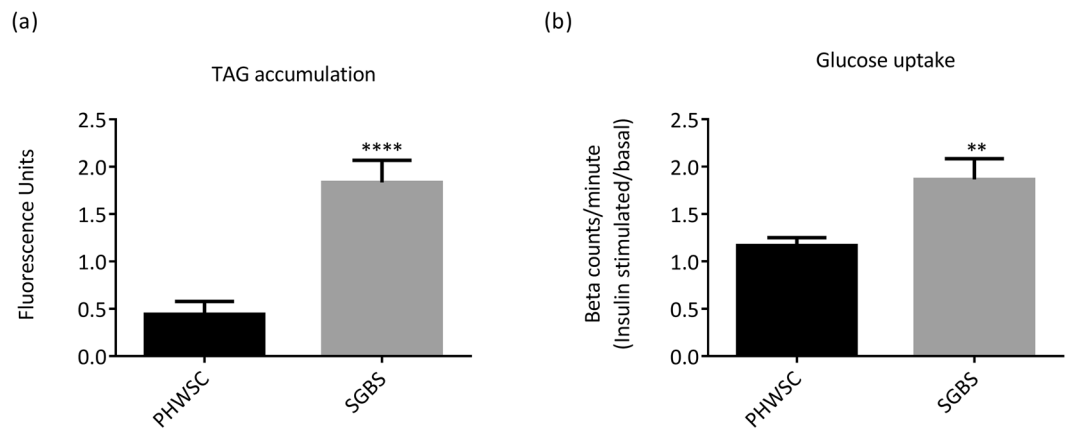 (a)
TAG accumulation
Fluorescence Units
2.5
2.0
1.5
1.0
0.5
0.0
****
PHWSC
SGBS
(b)
Glucose uptake
Beta counts/minute
(Insulin stimulated/basal)
2.5
2.0
1.5
1.0
0.5
0.0
**
PHWSC
SGBS